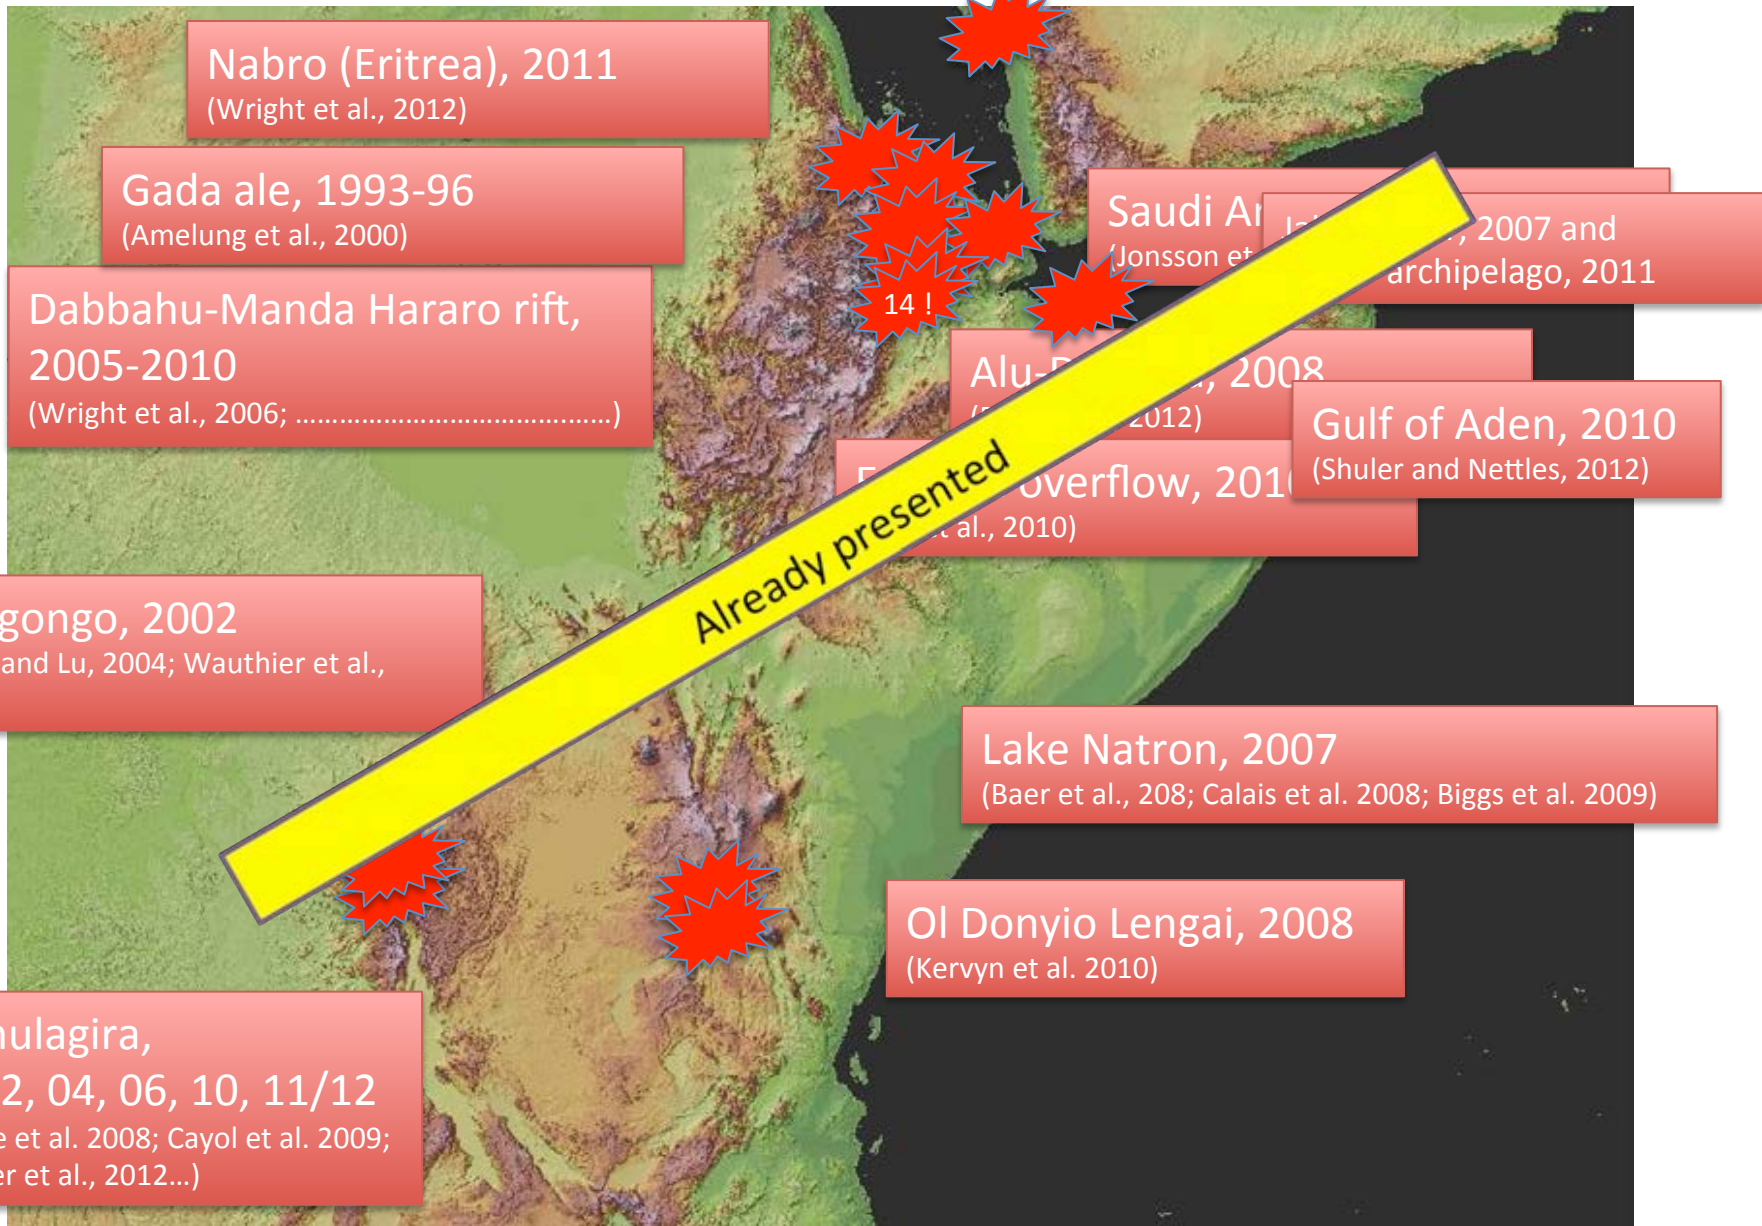 Nabro (Eritrea), 2011
(Wright et al., 2012)
Gada ale, 1993-96
(Amelung et al., 2000)
Dabbahu-Manda Hararo rift,
2005-2010
(Wright et al., 2006; ……………………………………)
14 !
Saudi
(Jonsson et
2007 and
archipelago, 2011
2008
2012)
Gulf of Aden, 2010
(Shuler and Nettles, 2012)
overflow,
et al., 2010)
Already presented
gongo, 2002
and Lu, 2004; Wauthier et al.,
Lake Natron, 2007
(Baer et al., 208; Calais et al. 2008; Biggs et al. 2009)
Ol Donyio Lengai, 2008
(Kervyn et al. 2010)
mulagira,
2, 04, 06, 10, 11/12
e et al. 2008; Cayol et al. 2009;
er et al., 2012…)